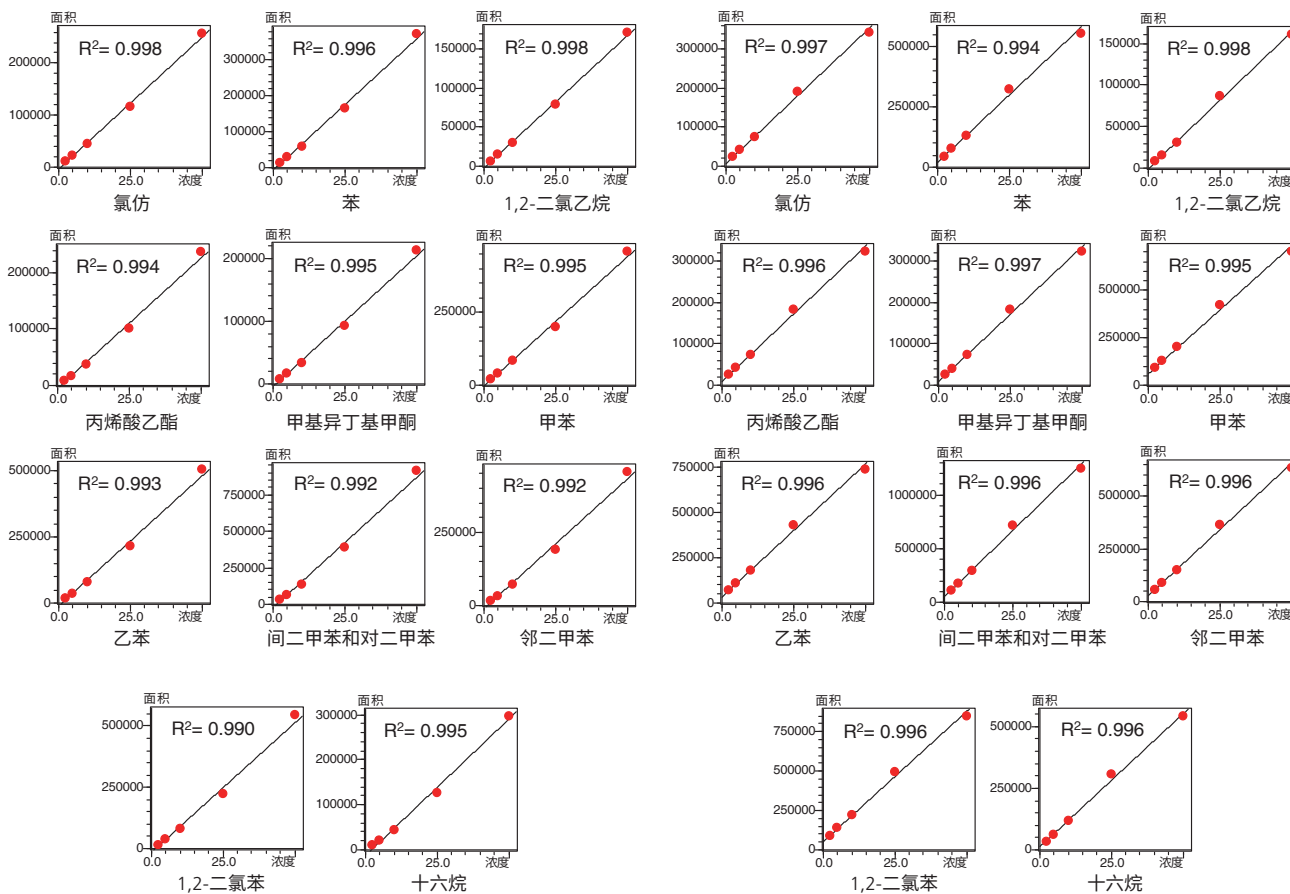 面积
R²= 0.998
200000
100000
0
0.0
25.0
浓度
氯仿
面积
R²= 0.996
300000
200000
100000
0
0.0
25.0
浓度
苯
面积
R²= 0.998
150000
100000
50000
0
0.0
25.0
浓度
1,2-二氯乙烷
面积
R²= 0.997
300000
200000
100000
0
0.0
25.0
浓度
氯仿
面积
R²= 0.994
500000
250000
0
0.0
25.0
浓度
苯
面积
R²= 0.998
150000
100000
50000
0
0.0
25.0
浓度
1,2-二氯乙烷
面积
R²= 0.994
200000
100000
0
0.0
25.0
浓度
丙烯酸乙酯
面积
R²= 0.995
200000
100000
0
0.0
25.0
浓度
甲基异丁基甲酮
面积
R²= 0.995
250000
0
0.0
25.0
浓度
甲苯
面积
R²= 0.996
300000
200000
100000
0
0.0
25.0
浓度
丙烯酸乙酯
面积
R²= 0.997
300000
200000
100000
0
0.0
25.0
浓度
甲基异丁基甲酮
面积
R²= 0.995
500000
250000
0
0.0
25.0
浓度
甲苯
面积
R²= 0.993
500000
250000
0
0.0
25.0
浓度
乙苯
面积
R²= 0.992
750000
500000
250000
0
0.0
25.0
浓度
间二甲苯和对二甲苯
面积
R²= 0.992
250000
0
0.0
25.0
浓度
邻二甲苯
面积
R²= 0.996
750000
500000
250000
0
0.0
25.0
浓度
乙苯
面积
R²= 0.996
1000000
500000
0
0.0
25.0
浓度
间二甲苯和对二甲苯
面积
R²= 0.996
500000
250000
0
0.0
25.0
浓度
邻二甲苯
面积
R²= 0.990
500000
250000
0
0.0
25.0
浓度
1,2-二氯苯
面积
R²= 0.995
300000
200000
100000
0
0.0
25.0
浓度
十六烷
面积
R²= 0.996
750000
500000
250000
0
0.0
25.0
浓度
1,2-二氯苯
面积
R²= 0.996
500000
250000
0
0.0
25.0
浓度
十六烷